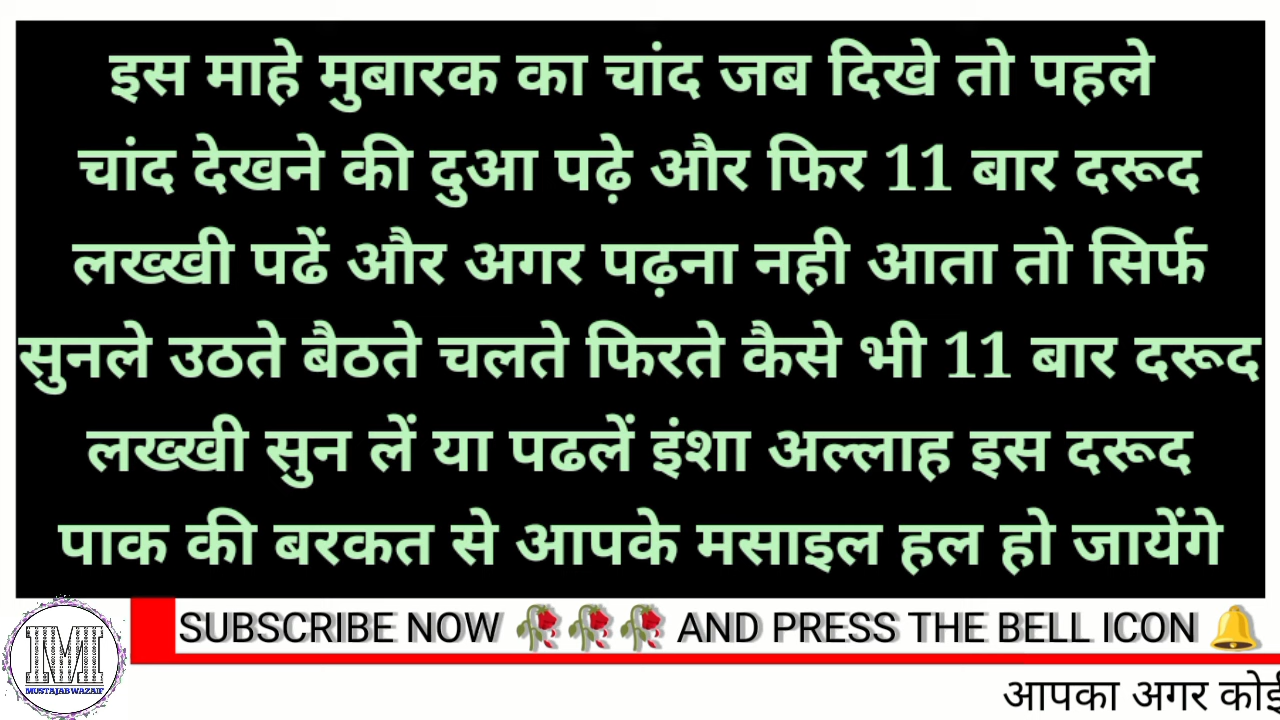 इस माहे मुबारक का चांद जब दिखे तो पहले
चांद देखने की दुआ पढ़े और फिर 11 बार दरूद
लख्खी पढें और अगर पढ़ना नही आता तो सिर्फ
सुनले उठते बैठते चलते फिरते कैसे भी 11 बार दरूद
लख्खी सुन लें या पढलें इंशा अल्लाह इस दरूद
पाक की बरकत से आपके मसाइल हल हो जायेंगे
SUBSCRIBE NOW 🥀🥀🥀 AND PRESS THE BELL ICON 🔔
MUSTAJAB WAZAIF
आपका अगर कोई